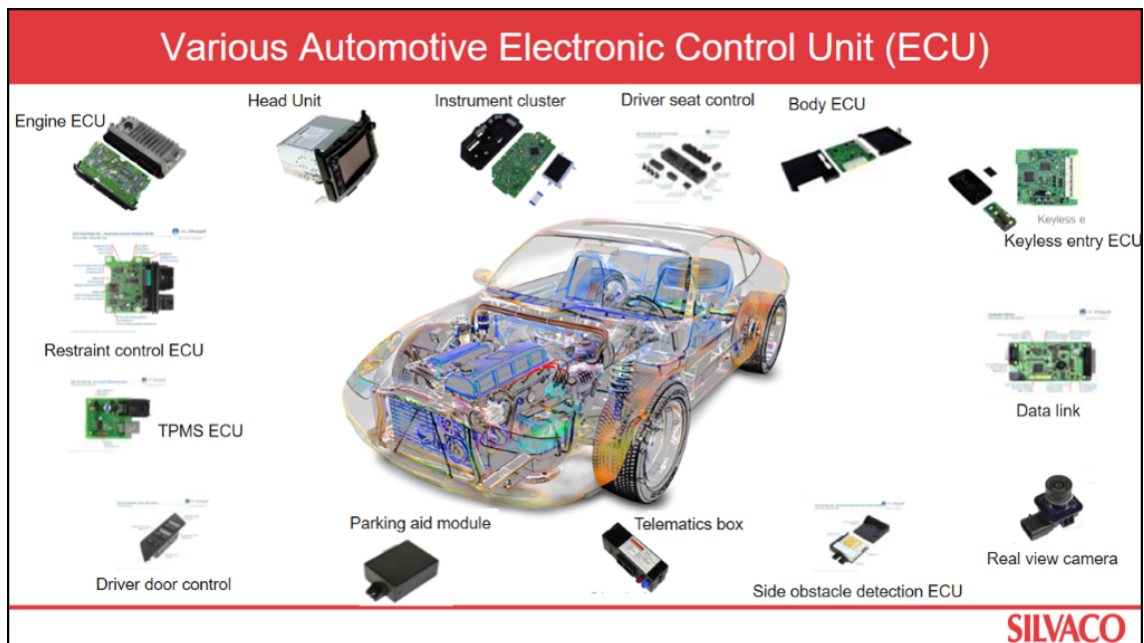 Various Automotive Electronic Control Unit (ECU)
Engine ECU
Head Unit
Instrument cluster
Driver seat control
Body ECU
Keyless e
Keyless entry ECU
Restraint control ECU
Data link
TPMS ECU
Parking aid module
Telematics box
Real view camera
Driver door control
Side obstacle detection ECU
SILVACO